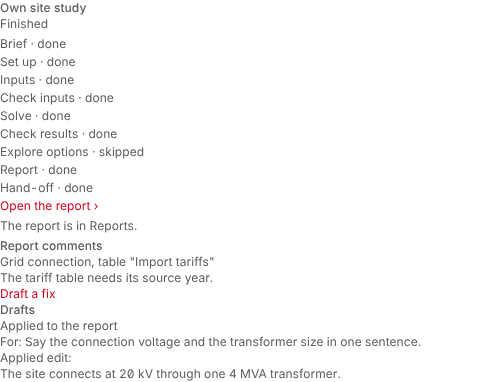 Own site study
Finished
Brief · done
Set up · done
Inputs · done
Check inputs · done
Solve · done
Check results · done
Explore options · skipped
Report · done
Hand-off · done
Open the report ›
The report is in Reports.
Report comments
Grid connection, table "Import tariffs"
The tariff table needs its source year.
Draft a fix
Drafts
Applied to the report
For: Say the connection voltage and the transformer size in one sentence.
Applied edit:
The site connects at 20 kV through one 4 MVA transformer.